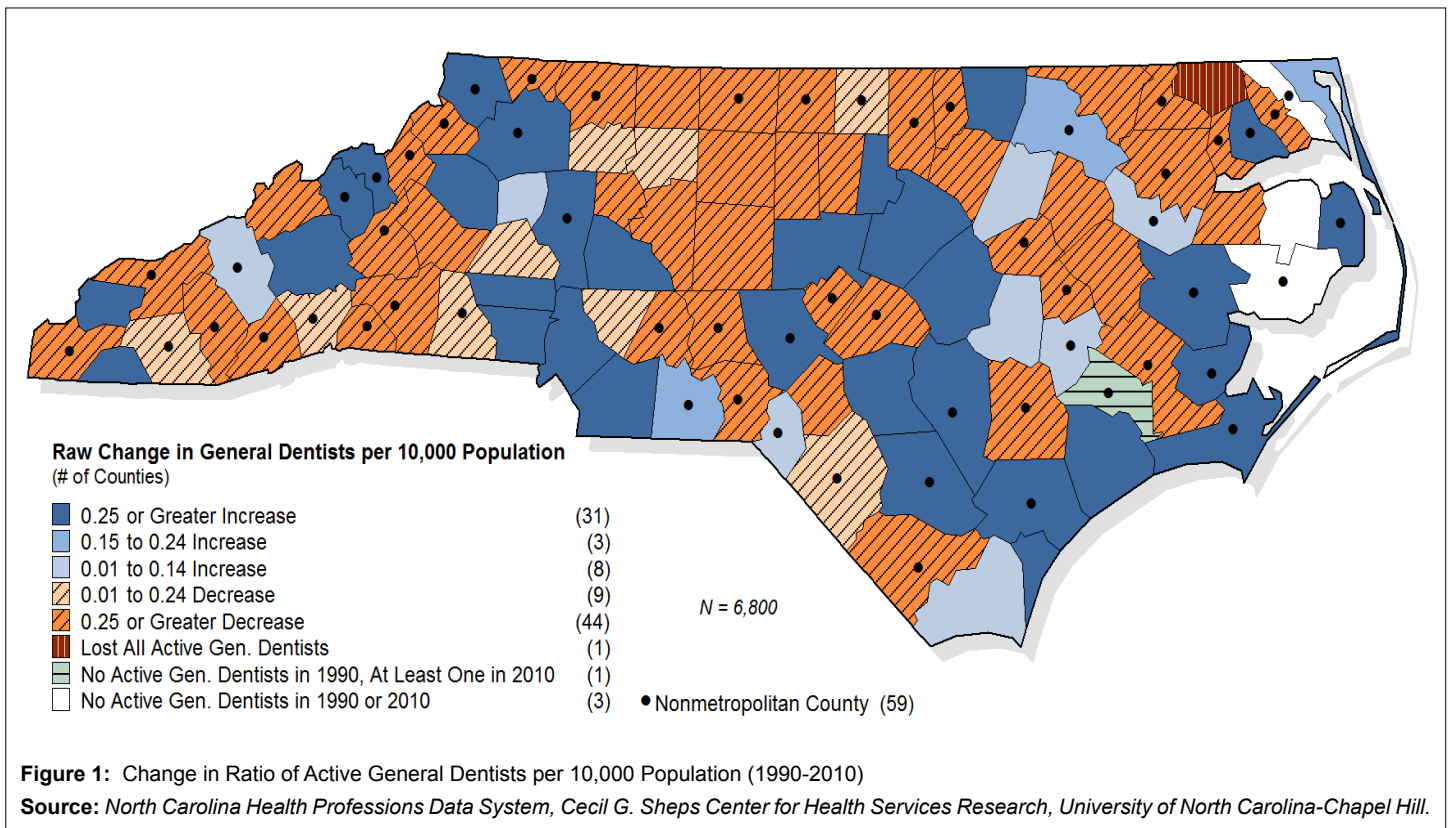 Raw Change in General Dentists per 10,000 Population
(# of Counties)
0.25 or Greater Increase (31)
0.15 to 0.24 Increase (3)
0.01 to 0.14 Increase (8)
0.01 to 0.24 Decrease (9)
0.25 or Greater Decrease (44)
Lost All Active Gen. Dentists (1)
No Active Gen. Dentists in 1990, At Least One in 2010 (1)
No Active Gen. Dentists in 1990 or 2010 (3)
N = 6,800
Nonmetropolitan County (59)
Figure 1: Change in Ratio of Active General Dentists per 10,000 Population (1990-2010)
Source: North Carolina Health Professions Data System, Cecil G. Sheps Center for Health Services Research, University of North Carolina-Chapel Hill.